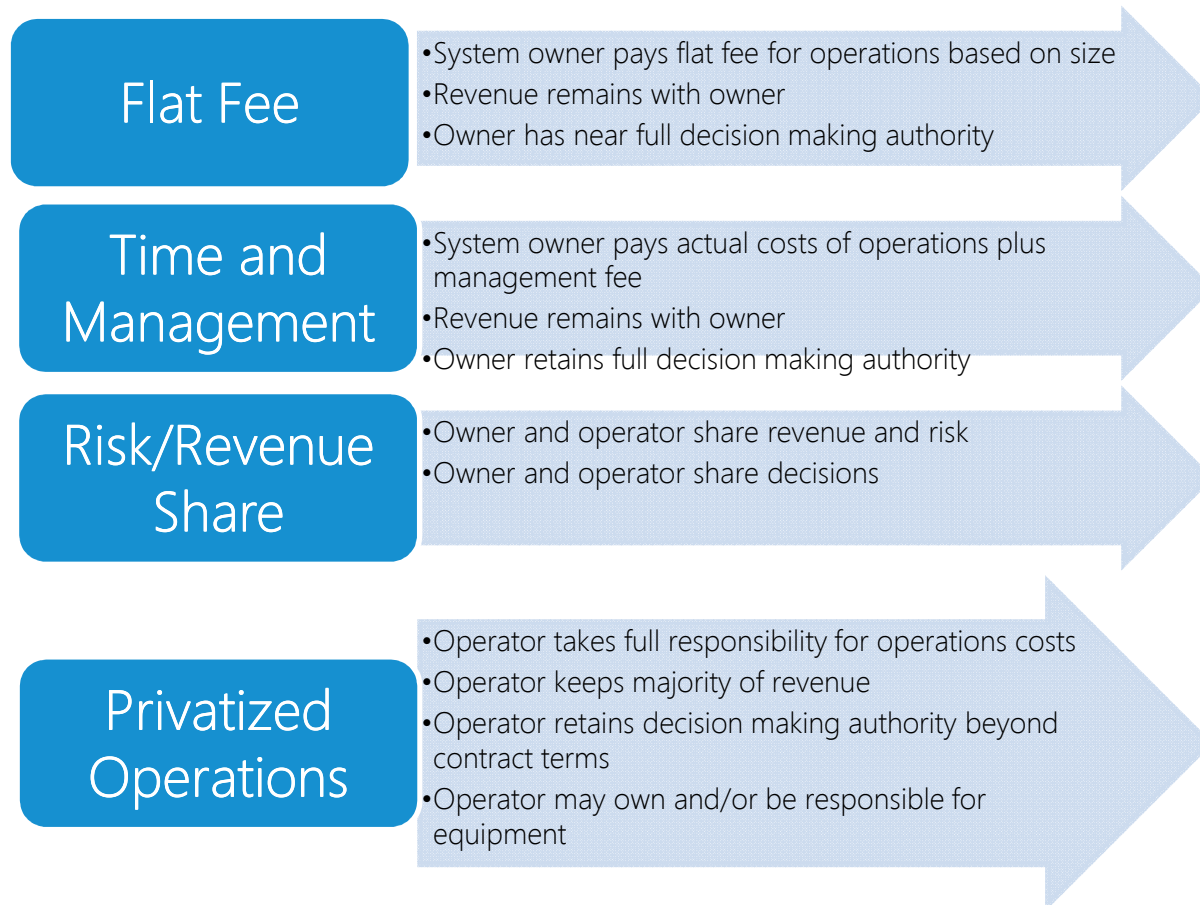 Flat Fee
•System owner pays flat fee for operations based on size
•Revenue remains with owner
•Owner has near full decision making authority
Time and
Management
•System owner pays actual costs of operations plus
management fee
•Revenue remains with owner
•Owner retains full decision making authority
Risk/Revenue
Share
•Owner and operator share revenue and risk
•Owner and operator share decisions
Privatized
Operations
•Operator takes full responsibility for operations costs
•Operator keeps majority of revenue
•Operator retains decision making authority beyond
contract terms
•Operator may own and/or be responsible for
equipment